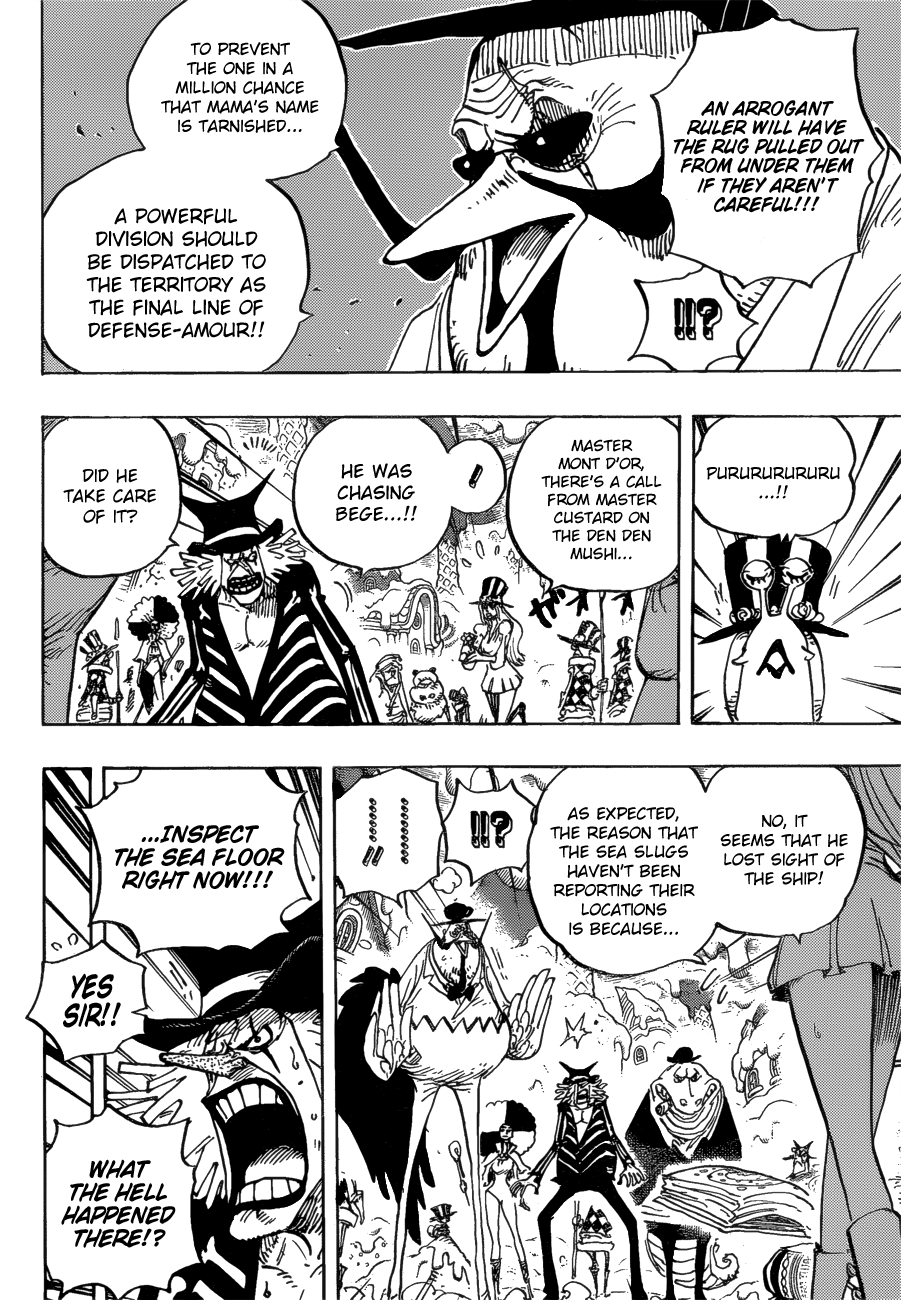 AN ARROGANT
RULER WILL HAVE
THE RUG PULLED OUT
FROM UNDER THEM
IF THEY AREN'T
CAREFUL!!!
TO PREVENT
THE ONE IN A
MILLION CHANCE
THAT MAMA'S NAME
IS TARNISHED...
A POWERFUL
DIVISION SHOULD
BE DISPATCHED TO
THE TERRITORY AS
THE FINAL LINE OF
DEFENSE-AMOUR!!
!!?
PURURURURURU
...!!
MASTER
MONT D'OR,
THERE'S A CALL
FROM MASTER
CUSTARD ON
THE DEN DEN
MUSHI...
!
ガタ
HE WAS
CHASING
BEGE...!!
DID HE
TAKE CARE
OF IT?
NO, IT
SEEMS THAT HE
LOST SIGHT OF
THE SHIP!
AS EXPECTED,
THE REASON THAT
THE SEA SLUGS
HAVEN'T BEEN
REPORTING THEIR
LOCATIONS
IS BECAUSE...
!!?
.........!!
...INSPECT
THE SEA FLOOR
RIGHT NOW!!!
YES
SIR!!
WHAT
THE HELL
HAPPENED
THERE!?